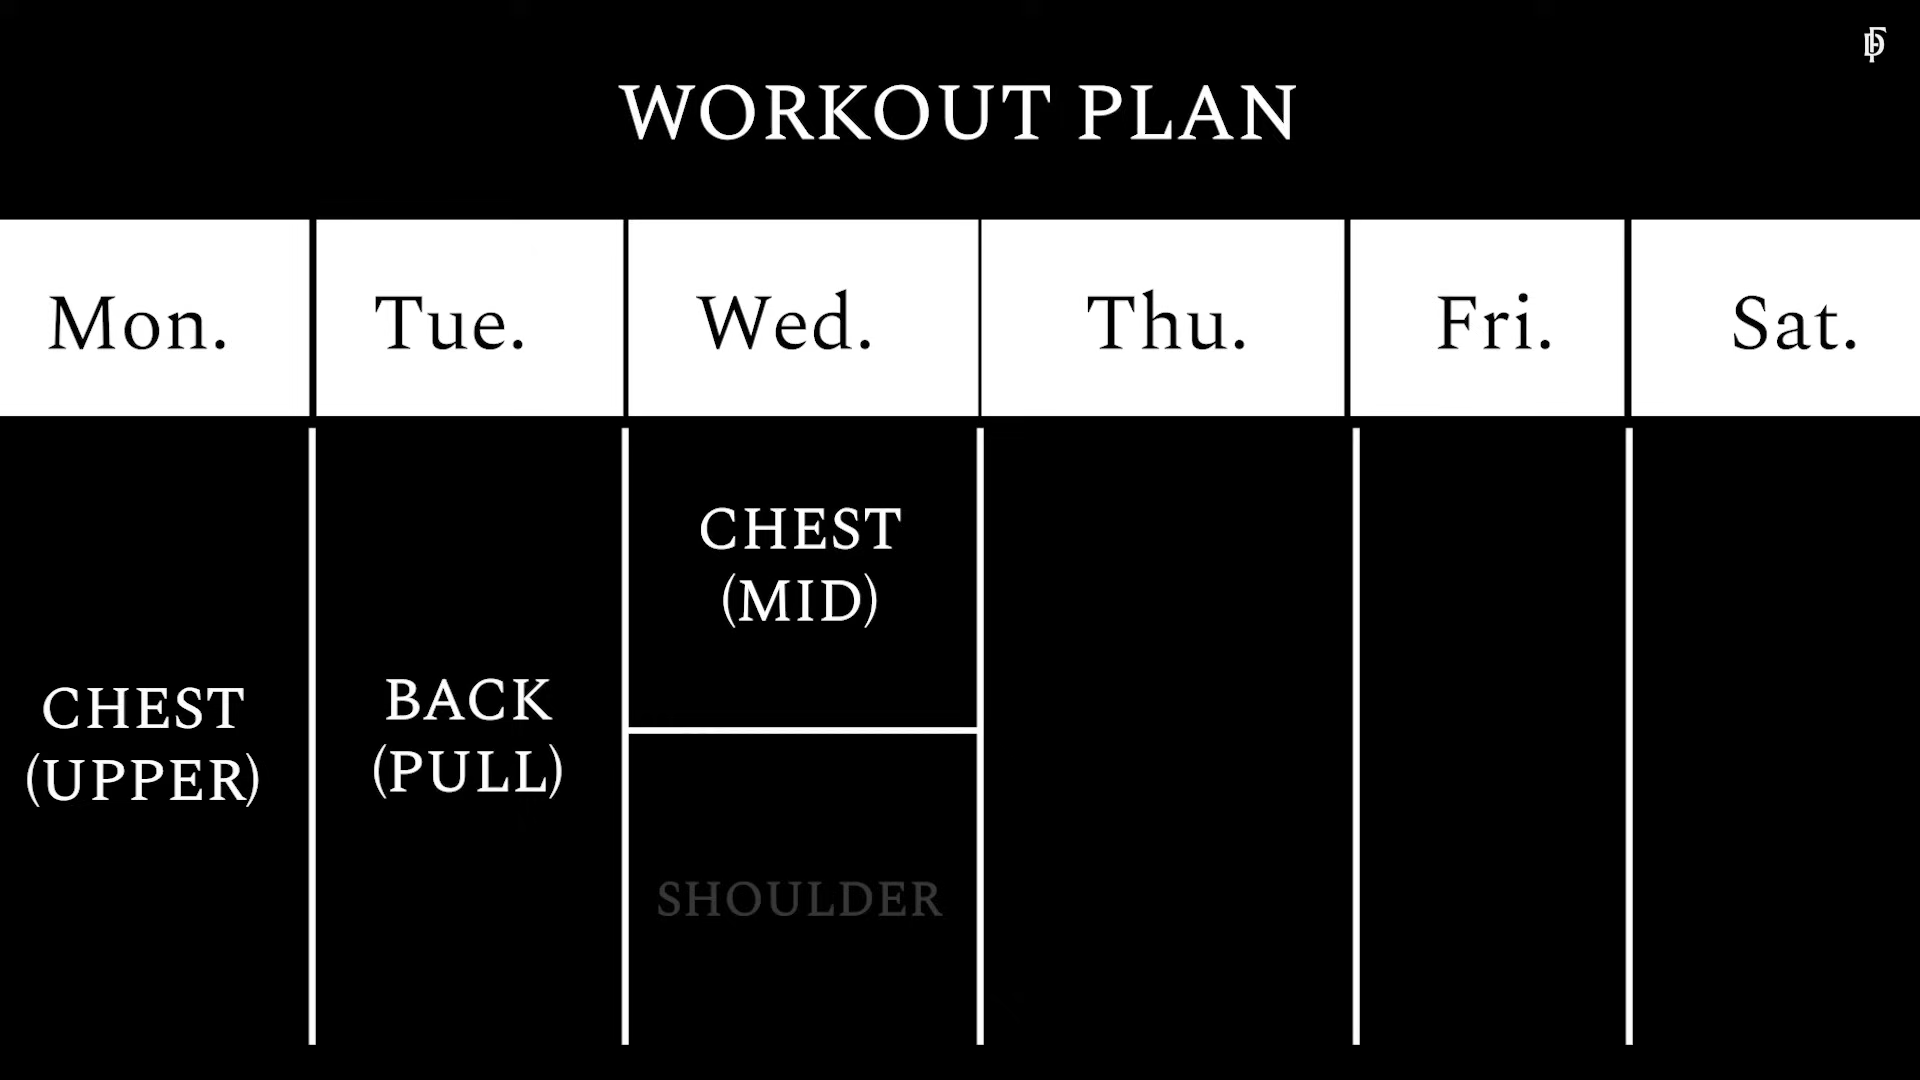 WORKOUT PLAN
Mon. Tue. Wed. Thu. Fri. Sat.
CHEST
(UPPER)
BACK
(PULL)
CHEST
(MID)
SHOULDER